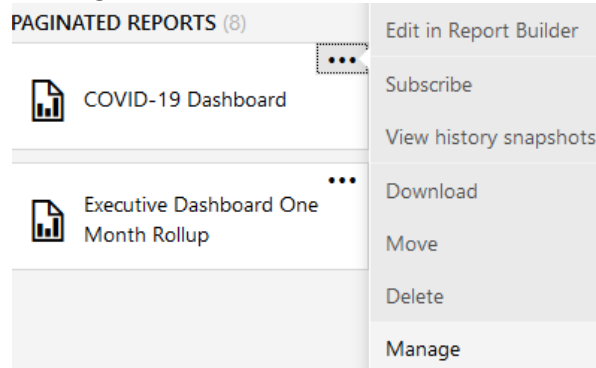 PAGINATED REPORTS (8)
COVID-19 Dashboard
Executive Dashboard One
Month Rollup
Edit in Report Builder
Subscribe
View history snapshots
Download
Move
Delete
Manage